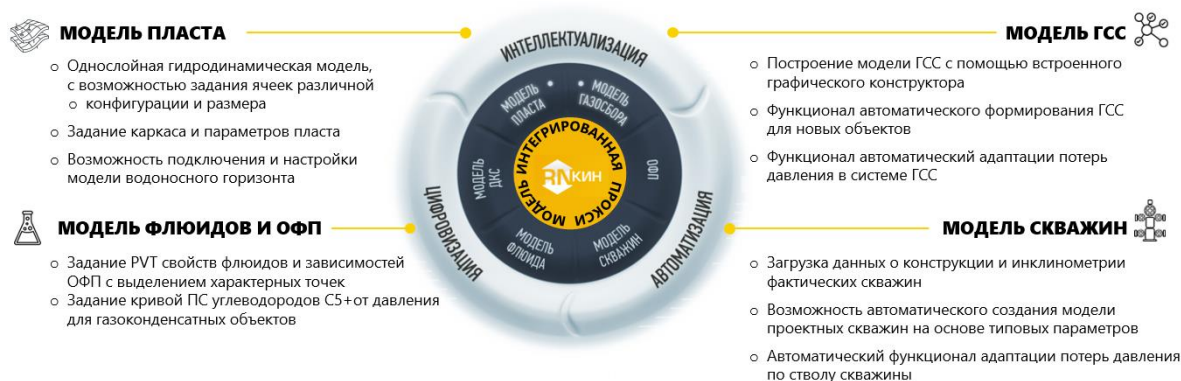 МОДЕЛЬ ПЛАСТА
o Однослойная гидродинамическая модель,
с возможностью задания ячеек различной
o конфигурации и размера
o Задание каркаса и параметров пласта
o Возможность подключения и настройки
модели водоносного горизонта
МОДЕЛЬ ФЛЮИДОВ И ОФП
o Задание PVT свойств флюидов и зависимостей
ОФП с выделением характерных точек
o Задание кривой ПС углеводородов С5+от давления
для газоконденсатных объектов
ИНТЕЛЛЕКТУАЛИЗАЦИЯ
АВТОМАТИЗАЦИЯ
ЦИФРОВИЗАЦИЯ
МОДЕЛЬ
ПЛАСТА
МОДЕЛЬ
ГАЗОСБОРА
ОФП
МОДЕЛЬ
СКВАЖИН
МОДЕЛЬ
ФЛЮИДА
МОДЕЛЬ
ДКС
ИНТЕГРИРОВАННАЯ ПРОКСИ МОДЕЛЬ
RN КИН
МОДЕЛЬ ГСС
o Построение модели ГСС с помощью встроенного
графического конструктора
o Функционал автоматического формирования ГСС
для новых объектов
o Функционал автоматический адаптации потерь
давления в системе ГСС
МОДЕЛЬ СКВАЖИН
o Загрузка данных о конструкции и инклинометрии
фактических скважин
o Возможность автоматического создания модели
проектных скважин на основе типовых параметров
o Автоматический функционал адаптации потерь давления
по стволу скважины